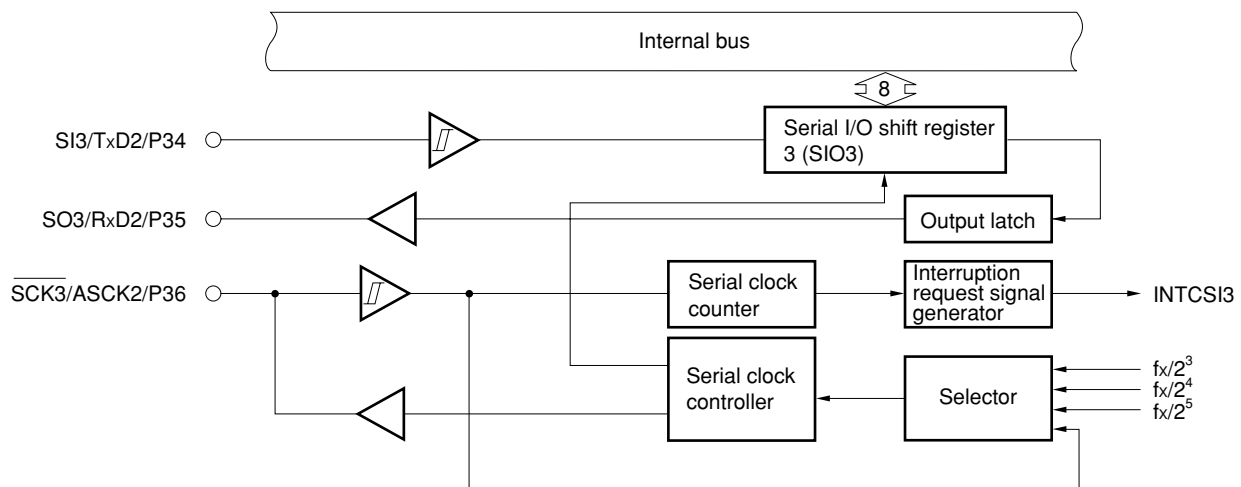 Internal bus
8
SI3/TxD2/P34
Serial I/O shift register
3 (SIO3)
SO3/RxD2/P35
Output latch
SCK3/ASCK2/P36
Serial clock
counter
Interruption
request signal
generator
INTCSI3
Serial clock
controller
Selector
fx/2³
fx/2⁴
fx/2⁵